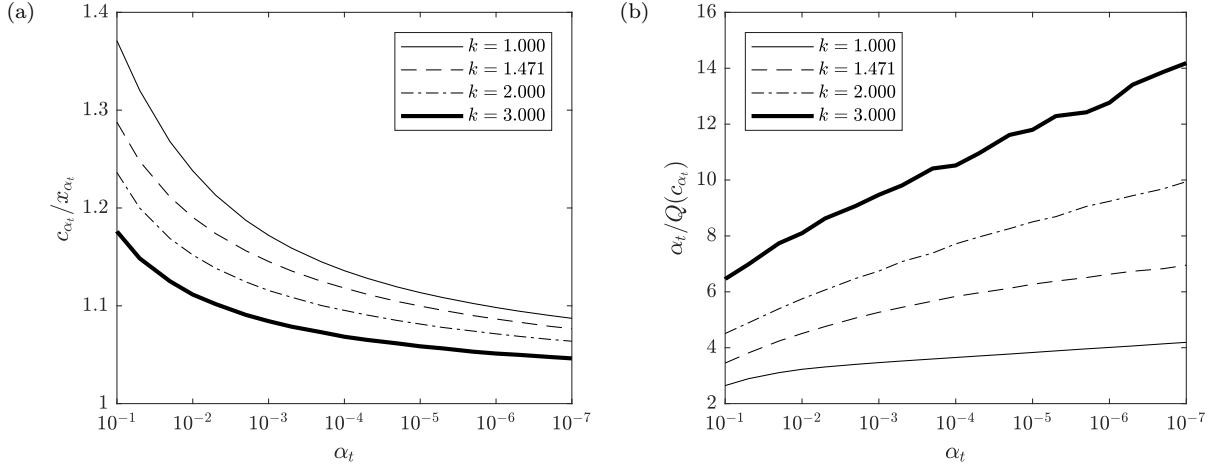 (a)
1.4
1.3
1.2
1.1
1
c_{α_t}/x_{α_t}
k = 1.000
k = 1.471
k = 2.000
k = 3.000
10^{-1} 10^{-2} 10^{-3} 10^{-4} 10^{-5} 10^{-6} 10^{-7}
α_t
(b)
16
14
12
10
8
6
4
2
α_t/Q(c_{α_t})
k = 1.000
k = 1.471
k = 2.000
k = 3.000
10^{-1} 10^{-2} 10^{-3} 10^{-4} 10^{-5} 10^{-6} 10^{-7}
α_t